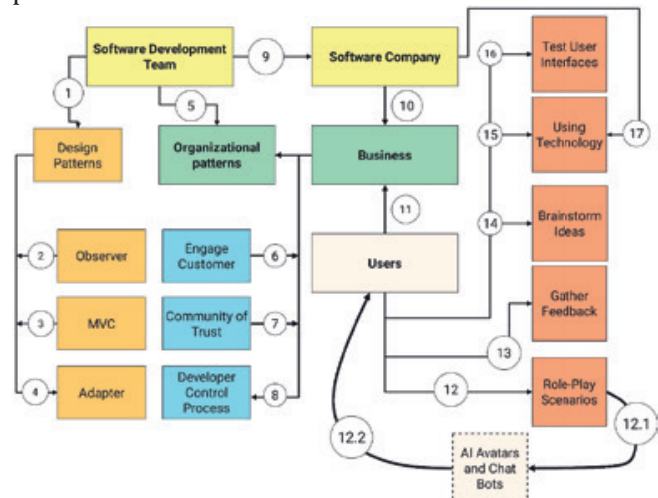 Software Development
Team
9
Software Company
16
Test User
Interfaces
1
5
10
15
Using
Technology
17
Design
Patterns
Organizational
patterns
Business
11
14
Brainstorm
Ideas
2
Observer
Engage
Customer
6
Users
Gather
Feedback
3
MVC
Community
of Trust
7
13
4
Adapter
Developer
Control
Process
8
12
Role-Play
Scenarios
12.1
12.2
AI Avatars
and Chat
Bots